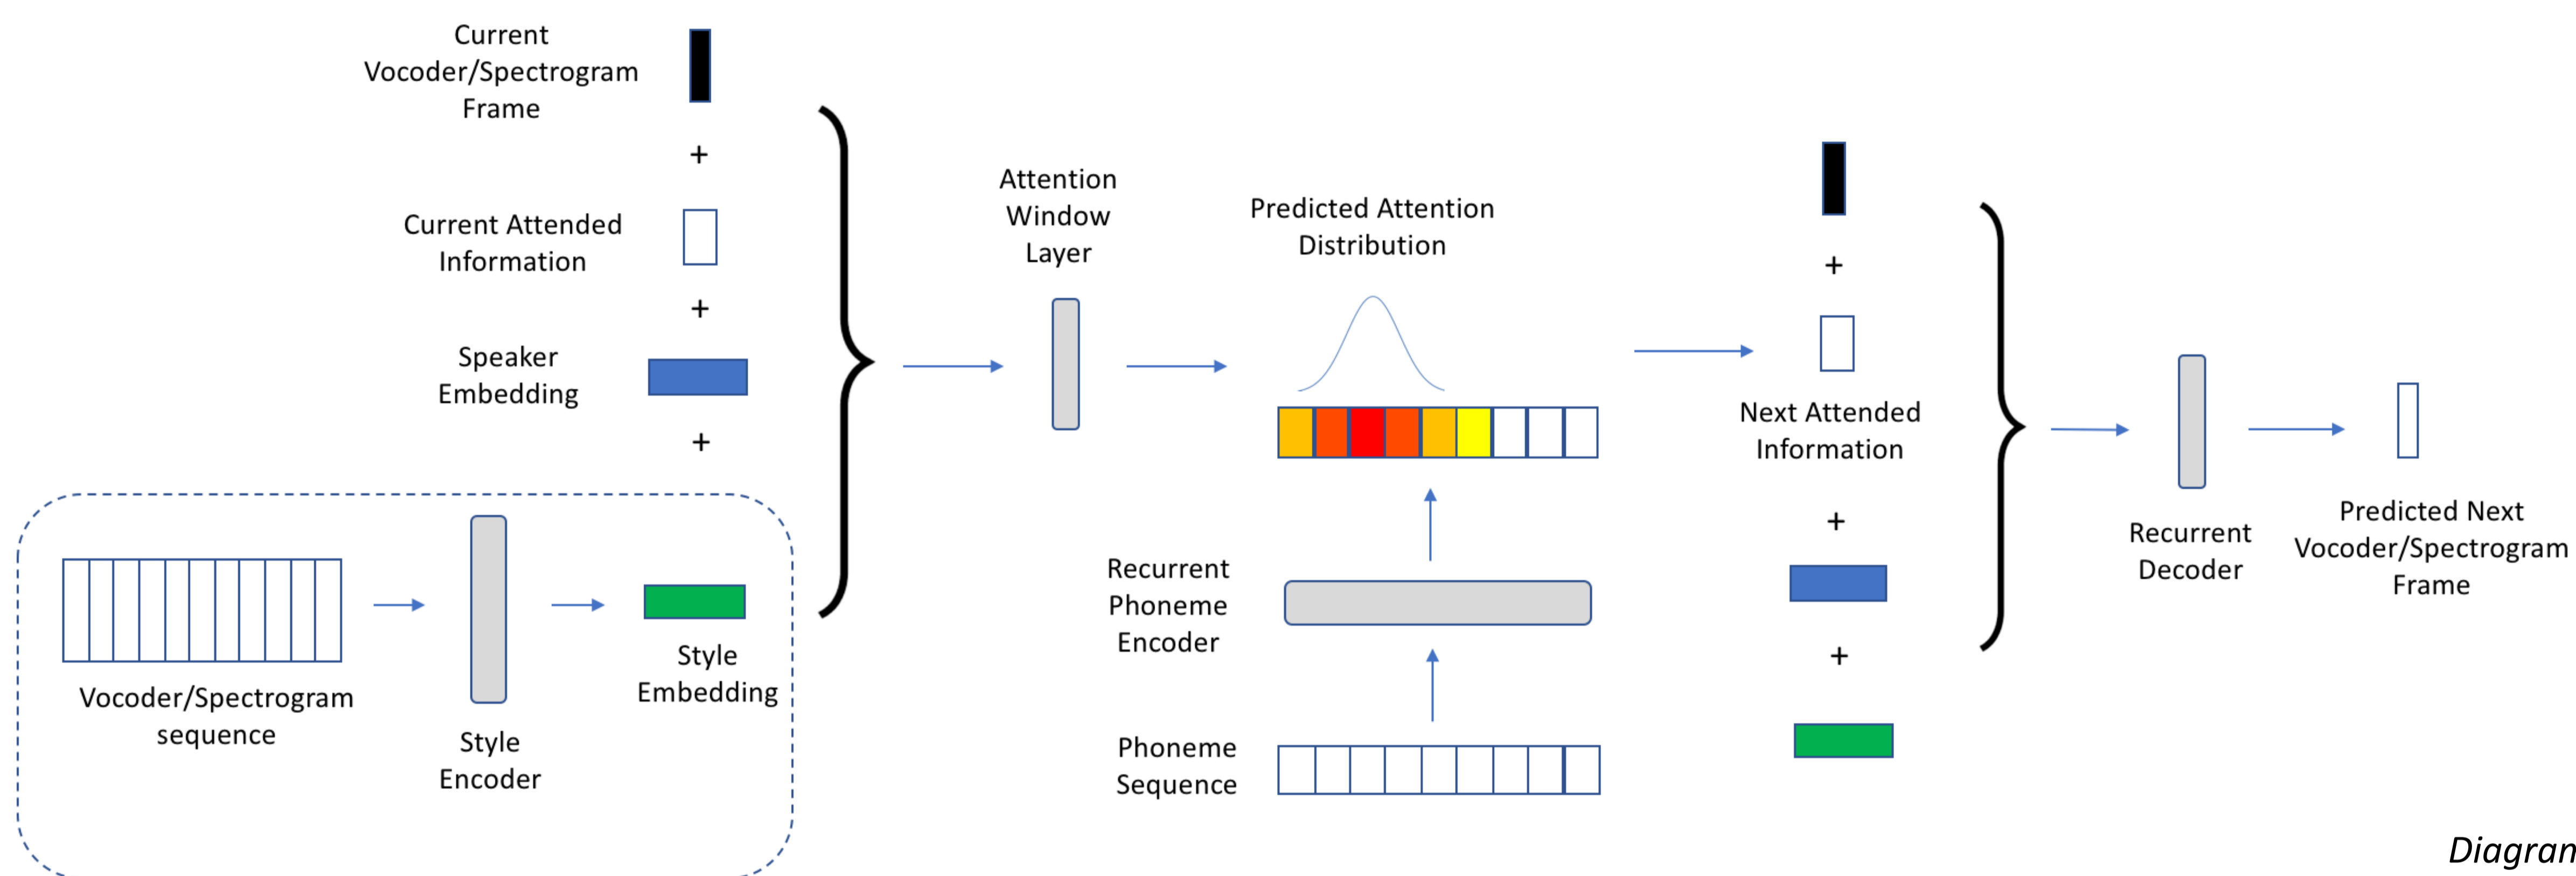 Current
Vocoder/Spectrogram
Frame
+
Current Attended
Information
+
Speaker
Embedding
+
Vocoder/Spectrogram
sequence
Style
Encoder
Style
Embedding
Attention
Window
Layer
Predicted Attention
Distribution
Recurrent
Phoneme
Encoder
Phoneme
Sequence
+
Next Attended
Information
+
+
Recurrent
Decoder
Predicted Next
Vocoder/Spectrogram
Frame